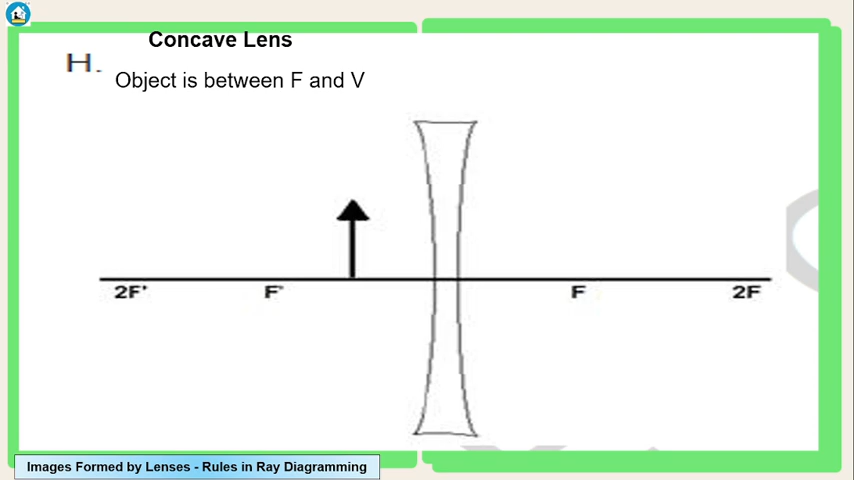 Concave Lens
H.
Object is between F and V
2F' F' F 2F
Images Formed by Lenses - Rules in Ray Diagramming